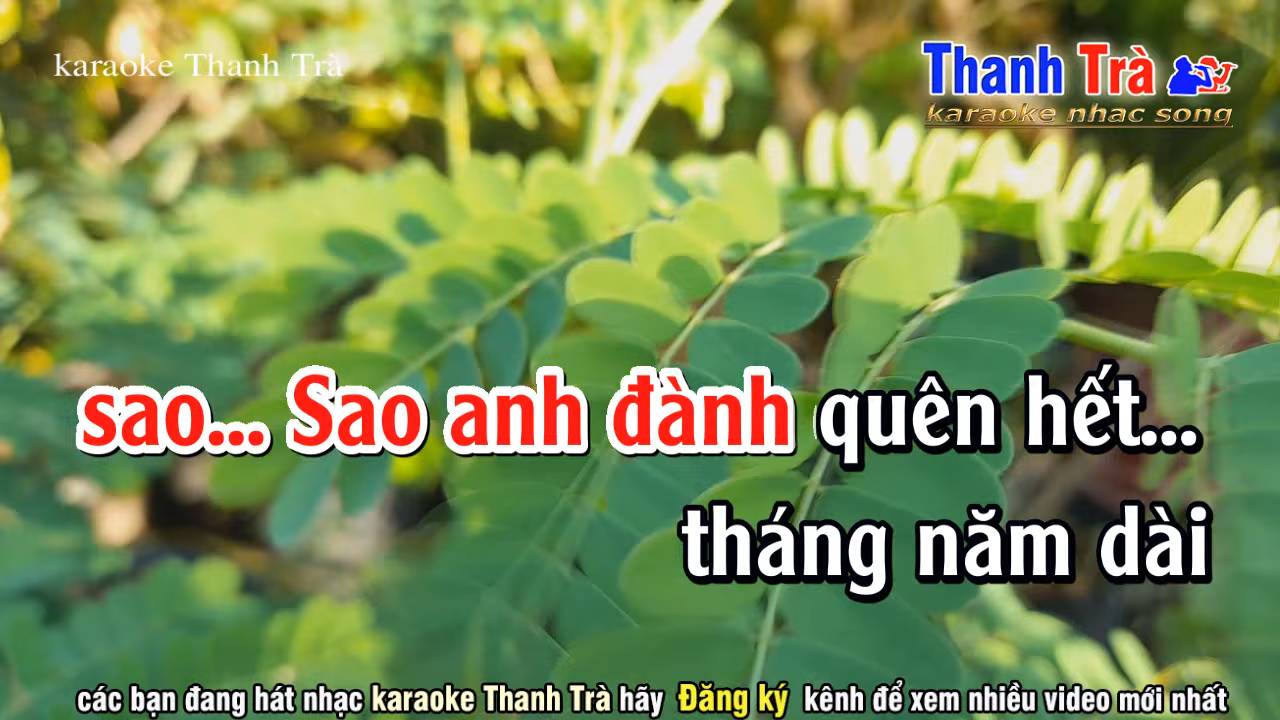 karaoke Thanh Trà
Thanh Trà
karaoke nhac song
sao... Sao anh đành quên hết...
tháng năm dài
các bạn đang hát nhạc karaoke Thanh Trà hãy Đăng ký kênh để xem nhiều video mới nhất